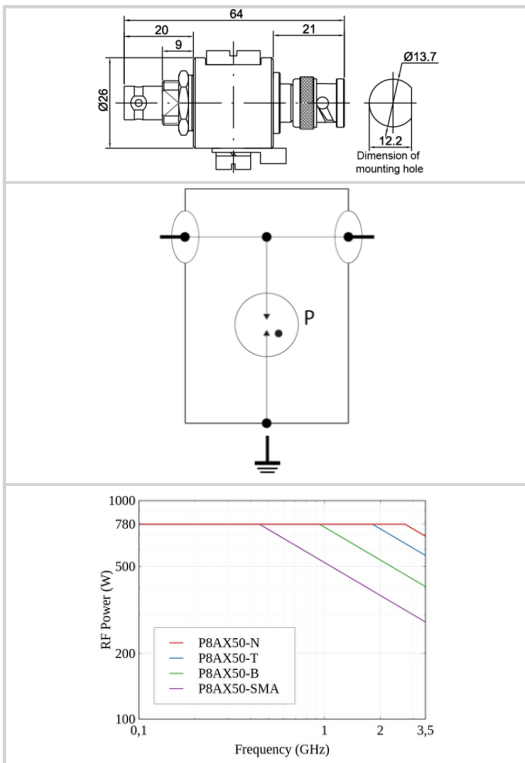 64
20
21
9
Ø26
Ø13.7
12.2
Dimension of
mounting hole
P
1000
780
500
200
100
RF Power (W)
P8AX50-N
P8AX50-T
P8AX50-B
P8AX50-SMA
0,1
1
2
3,5
Frequency (GHz)